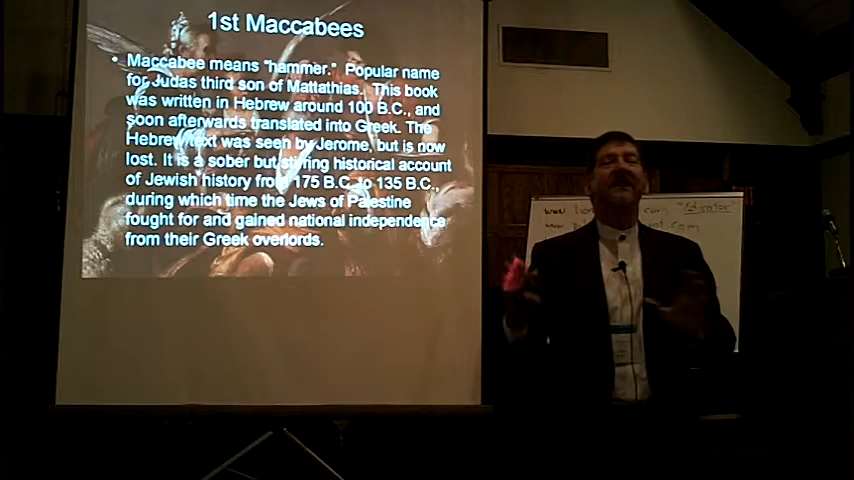 1st Maccabees
• Maccabee means "hammer." Popular name
for Judas third son of Mattathias. This book
was written in Hebrew around 100 B.C., and
soon afterwards translated into Greek. The
Hebrew text was seen by Jerome, but is now
lost. It is a sober but stirring historical account
of Jewish history from 175 B.C. to 135 B.C.,
during which time the Jews of Palestine
fought for and gained national independence
from their Greek overlords.
www